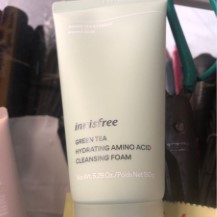 innisfree
GREEN TEA
HYDRATING AMINO ACID
CLEANSING FOAM